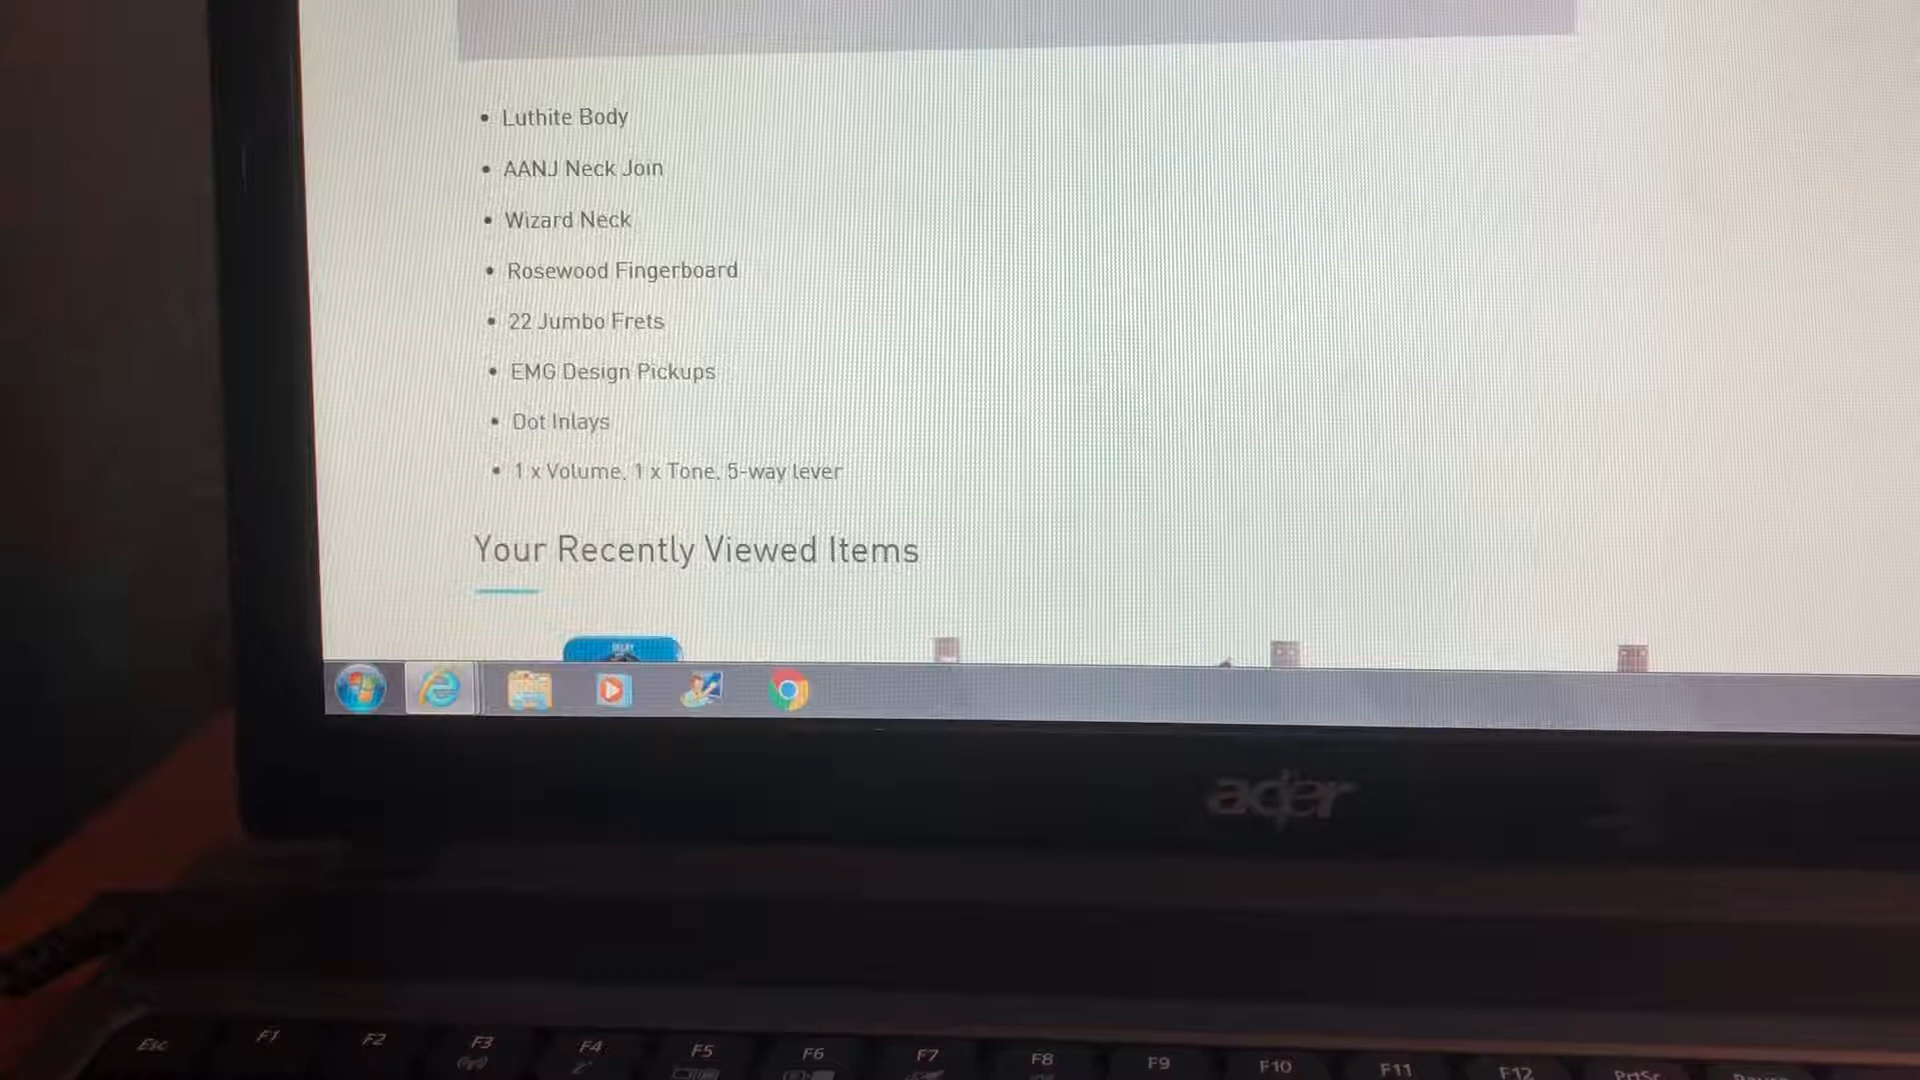 • Luthite Body
• AANJ Neck Join
• Wizard Neck
• Rosewood Fingerboard
• 22 Jumbo Frets
• EMG Design Pickups
• Dot Inlays
• 1 x Volume, 1 x Tone, 5-way lever
Your Recently Viewed Items
acer
Esc F1 F2 F3 F4 F5 F6 F7 F8 F9 F10 F11 F12 PrtSc